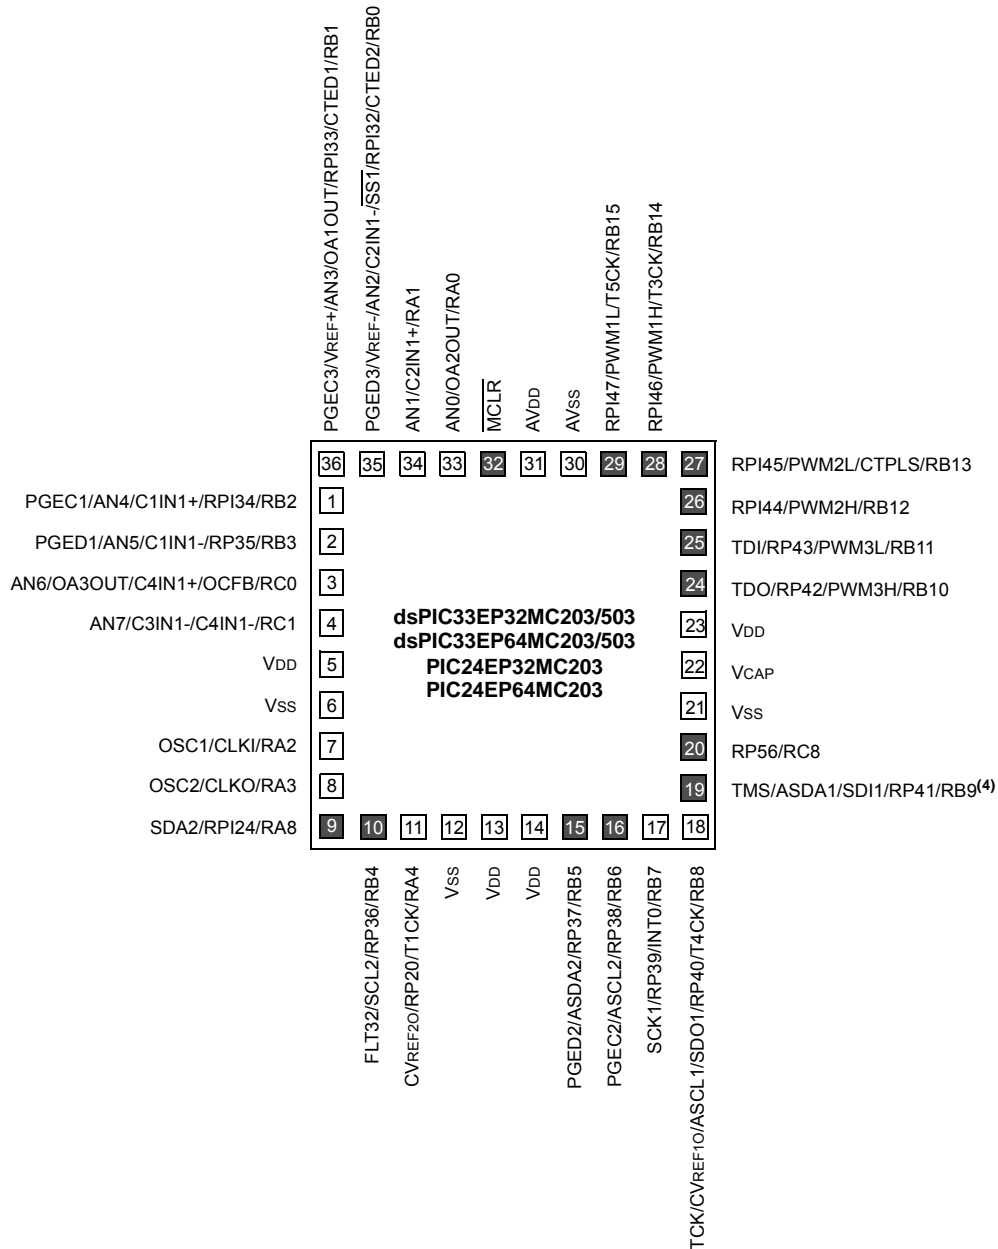 PGEC3/VREF+/AN3/OA1OUT/RPI33/CTED1/RB1
PGED3/VREF-/AN2/C2IN1-/SS1/RPI32/CTED2/RB0
AN1/C2IN1+/RA1
AN0/OA2OUT/RA0
MCLR
AVDD
AVSS
RPI47/PWM1L/T5CK/RB15
RPI46/PWM1H/T3CK/RB14
36 35 34 33 32 31 30 29 28 27 RPI45/PWM2L/CTPLS/RB13
PGEC1/AN4/C1IN1+/RPI34/RB2 1
26 RPI44/PWM2H/RB12
PGED1/AN5/C1IN1-/RP35/RB3 2
25 TDI/RP43/PWM3L/RB11
AN6/OA3OUT/C4IN1+/OCFB/RC0 3
24 TDO/RP42/PWM3H/RB10
AN7/C3IN1-/C4IN1-/RC1 4
23 VDD
dsPIC33EP32MC203/503
dsPIC33EP64MC203/503
PIC24EP32MC203
PIC24EP64MC203
VDD 5
22 VCAP
VSS 6
21 VSS
OSC1/CLKI/RA2 7
20 RP56/RC8
OSC2/CLKO/RA3 8
19 TMS/ASDA1/SDI1/RP41/RB9(4)
SDA2/RPI24/RA8 9 10 11 12 13 14 15 16 17 18
FLT32/SCL2/RP36/RB4
CVREF2O/RP20/T1CK/RA4
VSS
VDD
VDD
PGED2/ASDA2/RP37/RB5
PGEC2/ASCL2/RP38/RB6
SCK1/RP39/INT0/RB7
TCK/CVREF1O/ASCL1/SDO1/RP40/T4CK/RB8